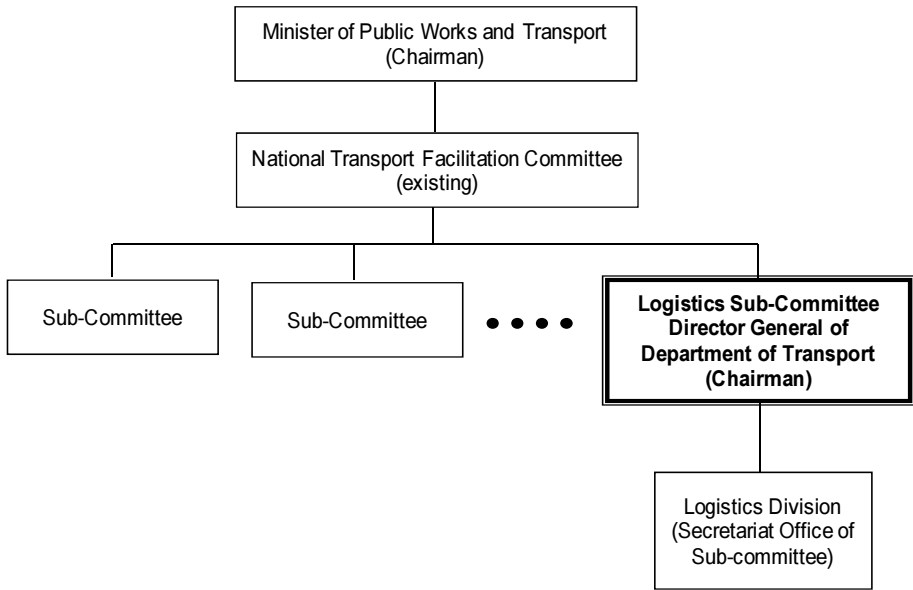 Minister of Public Works and Transport
(Chairman)
National Transport Facilitation Committee
(existing)
Sub-Committee
Sub-Committee
Logistics Sub-Committee
Director General of
Department of Transport
(Chairman)
Logistics Division
(Secretariat Office of
Sub-committee)